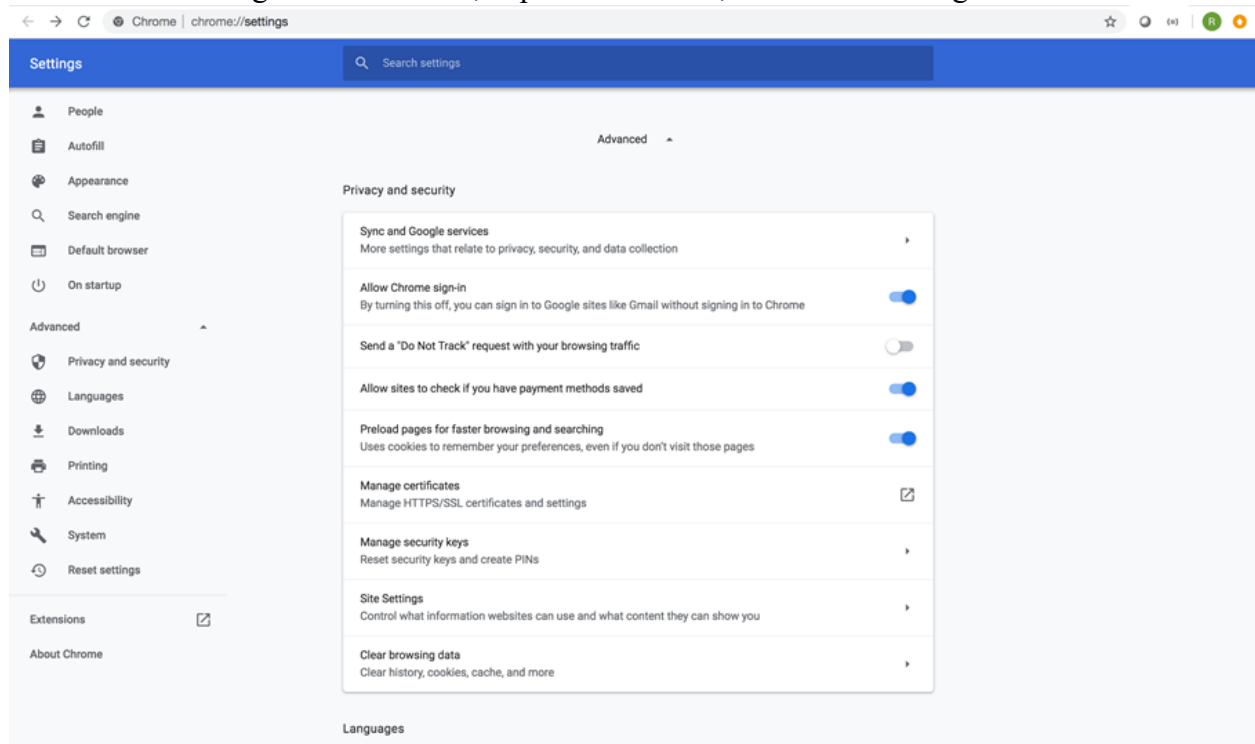 Chrome | chrome://settings
R
Settings
Search settings
People
Autofill
Appearance
Search engine
Default browser
On startup
Advanced
Privacy and security
Languages
Downloads
Printing
Accessibility
System
Reset settings
Extensions
About Chrome
Advanced
Privacy and security
Sync and Google services
More settings that relate to privacy, security, and data collection
Allow Chrome sign-in
By turning this off, you can sign in to Google sites like Gmail without signing in to Chrome
Send a "Do Not Track" request with your browsing traffic
Allow sites to check if you have payment methods saved
Preload pages for faster browsing and searching
Uses cookies to remember your preferences, even if you don't visit those pages
Manage certificates
Manage HTTPS/SSL certificates and settings
Manage security keys
Reset security keys and create PINs
Site Settings
Control what information websites can use and what content they can show you
Clear browsing data
Clear history, cookies, cache, and more
Languages